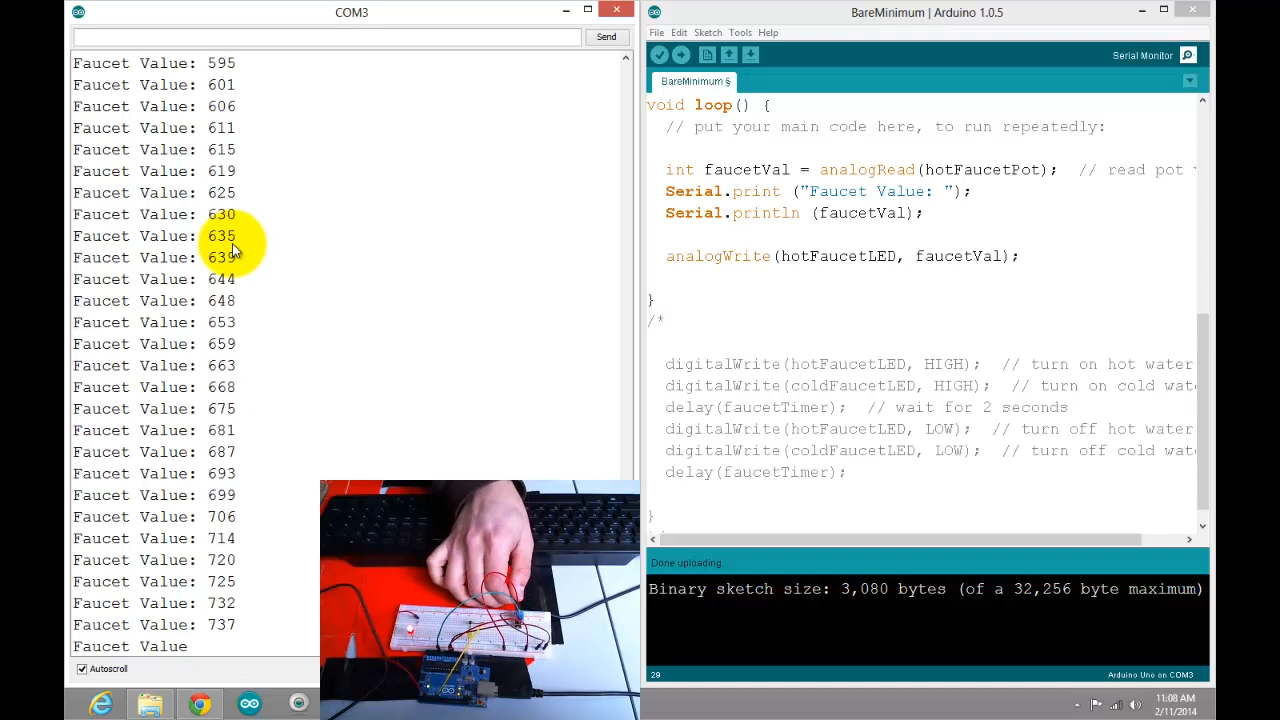 COM3
Send
Faucet Value: 595
Faucet Value: 601
Faucet Value: 606
Faucet Value: 611
Faucet Value: 615
Faucet Value: 619
Faucet Value: 625
Faucet Value: 630
Faucet Value: 635
Faucet Value: 639
Faucet Value: 644
Faucet Value: 648
Faucet Value: 653
Faucet Value: 659
Faucet Value: 663
Faucet Value: 668
Faucet Value: 675
Faucet Value: 681
Faucet Value: 687
Faucet Value: 693
Faucet Value: 699
Faucet Value: 706
Faucet Value: 714
Faucet Value: 720
Faucet Value: 725
Faucet Value: 732
Faucet Value: 737
Faucet Value
Autoscroll
BareMinimum | Arduino 1.0.5
File Edit Sketch Tools Help
Serial Monitor
BareMinimum §
void loop() {
// put your main code here, to run repeatedly:
int faucetVal = analogRead(hotFaucetPot); // read pot
Serial.print ("Faucet Value: ");
Serial.println (faucetVal);
analogWrite(hotFaucetLED, faucetVal);
}
/*
digitalWrite(hotFaucetLED, HIGH); // turn on hot water
digitalWrite(coldFaucetLED, HIGH); // turn on cold wat
delay(faucetTimer); // wait for 2 seconds
digitalWrite(hotFaucetLED, LOW); // turn off hot water
digitalWrite(coldFaucetLED, LOW); // turn off cold wat
delay(faucetTimer);
}
Done uploading.
Binary sketch size: 3,080 bytes (of a 32,256 byte maximum)
29
Arduino Uno on COM3
11:08 AM
2/11/2014